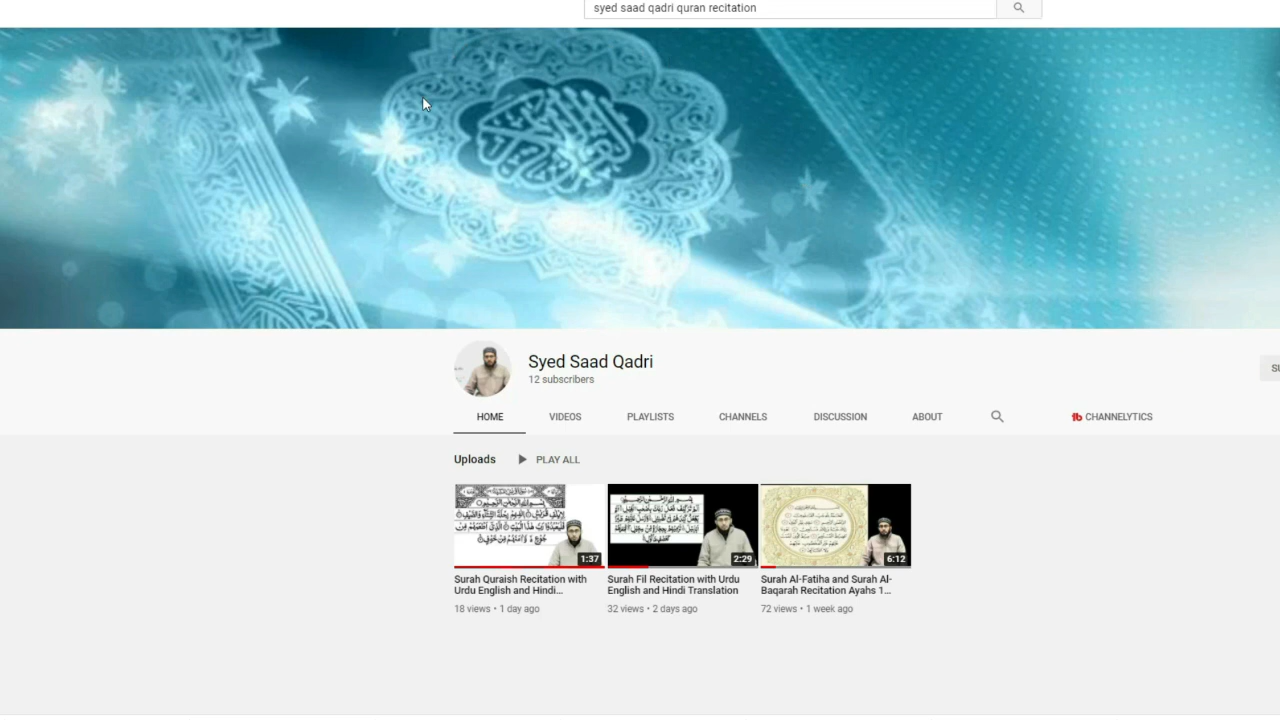 syed saad qadri quran recitation
Syed Saad Qadri
12 subscribers
SU
HOME VIDEOS PLAYLISTS CHANNELS DISCUSSION ABOUT CHANNELYTICS
Uploads PLAY ALL
1:37 2:29 6:12
Surah Quraish Recitation with
Urdu English and Hindi...
18 views • 1 day ago
Surah Fil Recitation with Urdu
English and Hindi Translation
32 views • 2 days ago
Surah Al-Fatiha and Surah Al-
Baqarah Recitation Ayahs 1...
72 views • 1 week ago